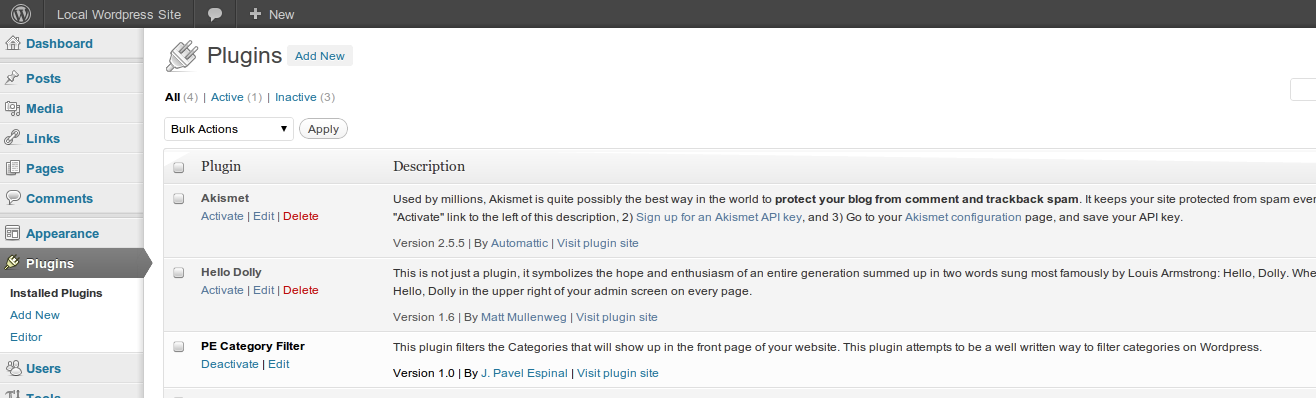 Local Wordpress Site
New
Dashboard
Posts
Media
Links
Pages
Comments
Appearance
Plugins
Installed Plugins
Add New
Editor
Users
Tools
Plugins Add New
All (4) | Active (1) | Inactive (3)
Bulk Actions Apply
Plugin Description
Akismet
Activate | Edit | Delete
Used by millions, Akismet is quite possibly the best way in the world to protect your blog from comment and trackback spam. It keeps your site protected from spam ever
"Activate" link to the left of this description, 2) Sign up for an Akismet API key, and 3) Go to your Akismet configuration page, and save your API key.
Version 2.5.5 | By Automattic | Visit plugin site
Hello Dolly
Activate | Edit | Delete
This is not just a plugin, it symbolizes the hope and enthusiasm of an entire generation summed up in two words sung most famously by Louis Armstrong: Hello, Dolly. Whe
Hello, Dolly in the upper right of your admin screen on every page.
Version 1.6 | By Matt Mullenweg | Visit plugin site
PE Category Filter
Deactivate | Edit
This plugin filters the Categories that will show up in the front page of your website. This plugin attempts to be a well written way to filter categories on Wordpress.
Version 1.0 | By J. Pavel Espinal | Visit plugin site